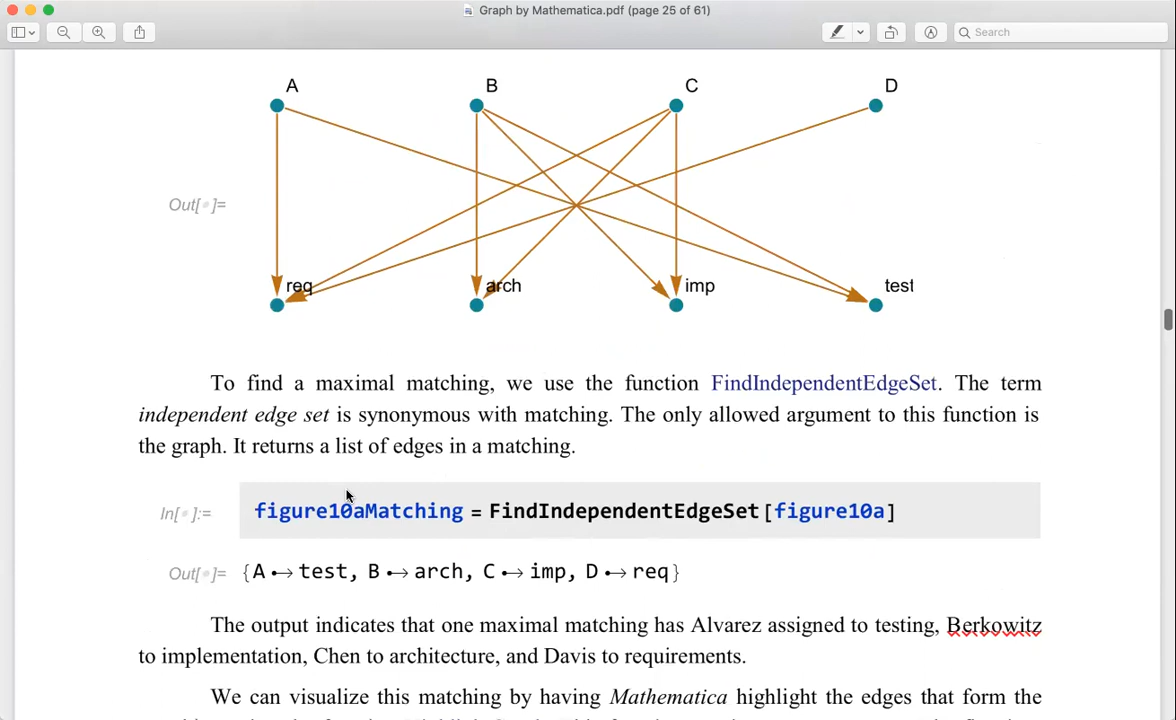 Graph by Mathematica.pdf (page 25 of 61)
Search
A B C D
Out[ ]=
req arch imp test
To find a maximal matching, we use the function FindIndependentEdgeSet. The term
independent edge set is synonymous with matching. The only allowed argument to this function is
the graph. It returns a list of edges in a matching.
In[ ]:= figure10aMatching = FindIndependentEdgeSet[figure10a]
Out[ ]= {A ↦ test, B ↦ arch, C ↦ imp, D ↦ req}
The output indicates that one maximal matching has Alvarez assigned to testing, Berkowitz
to implementation, Chen to architecture, and Davis to requirements.
We can visualize this matching by having Mathematica highlight the edges that form the